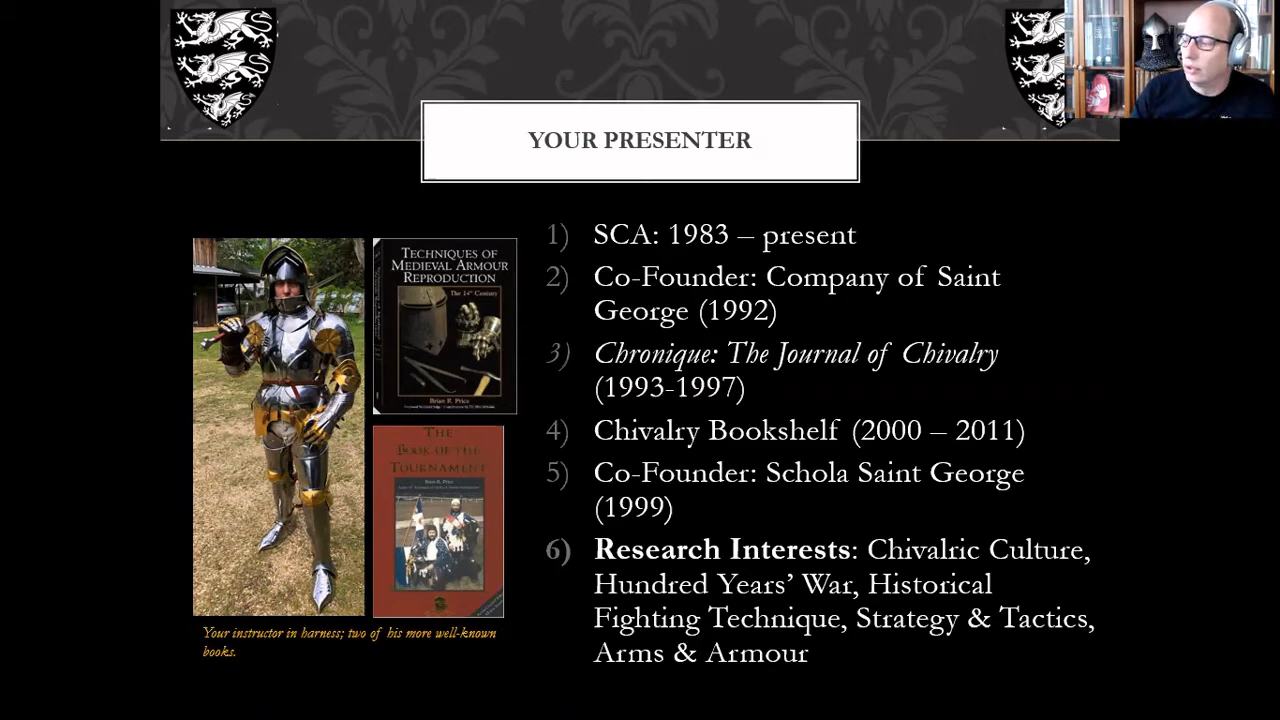 YOUR PRESENTER
TECHNIQUES OF
MEDIEVAL ARMOUR
REPRODUCTION
The 14th Century
Brian R. Price
THE
BOOK OF THE
TOURNAMENT
Brian R. Price
1) SCA: 1983 – present
2) Co-Founder: Company of Saint
George (1992)
3) Chronique: The Journal of Chivalry
(1993-1997)
4) Chivalry Bookshelf (2000 – 2011)
5) Co-Founder: Schola Saint George
(1999)
6) Research Interests: Chivalric Culture,
Hundred Years’ War, Historical
Fighting Technique, Strategy & Tactics,
Arms & Armour
Your instructor in harness; two of his more well-known
books.